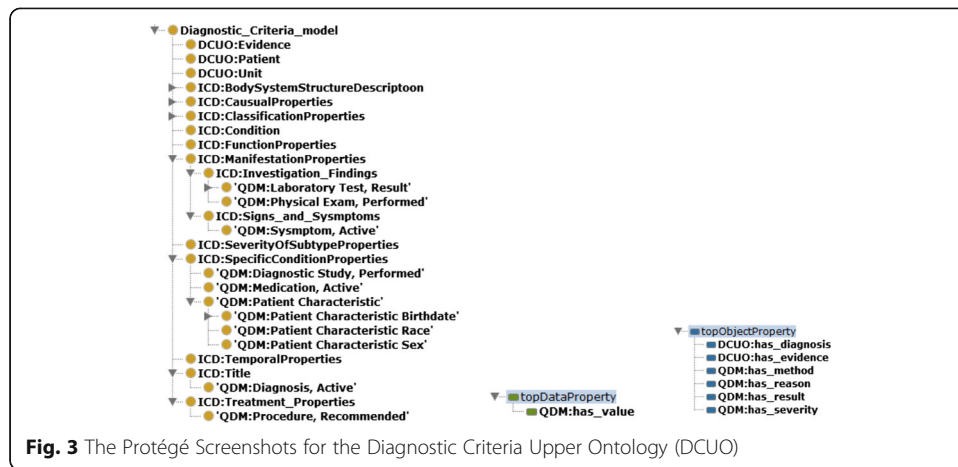 Diagnostic_Criteria_model
DCUO:Evidence
DCUO:Patient
DCUO:Unit
ICD:BodySystemStructureDescriptoon
ICD:CausualProperties
ICD:ClassificationProperties
ICD:Condition
ICD:FunctionProperties
ICD:ManifestationProperties
ICD:Investigation_Findings
'QDM:Laboratory Test, Result'
'QDM:Physical Exam, Performed'
ICD:Signs_and_Sysmptoms
'QDM:Sysmptom, Active'
ICD:SeverityOfSubtypeProperties
ICD:SpecificConditionProperties
'QDM:Diagnostic Study, Performed'
'QDM:Medication, Active'
'QDM:Patient Characteristic'
'QDM:Patient Characteristic Birthdate'
'QDM:Patient Characteristic Race'
'QDM:Patient Characteristic Sex'
ICD:TemporalProperties
ICD:Title
'QDM:Diagnosis, Active'
ICD:Treatment_Properties
'QDM:Procedure, Recommended'
topDataProperty
QDM:has_value
topObjectProperty
DCUO:has_diagnosis
DCUO:has_evidence
QDM:has_method
QDM:has_reason
QDM:has_result
QDM:has_severity
Fig. 3 The Protégé Screenshots for the Diagnostic Criteria Upper Ontology (DCUO)